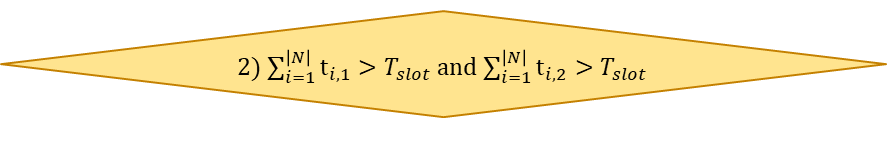 2) ∑_{i=1}^{|N|} t_{i,1} > T_{slot} and ∑_{i=1}^{|N|} t_{i,2} > T_{slot}